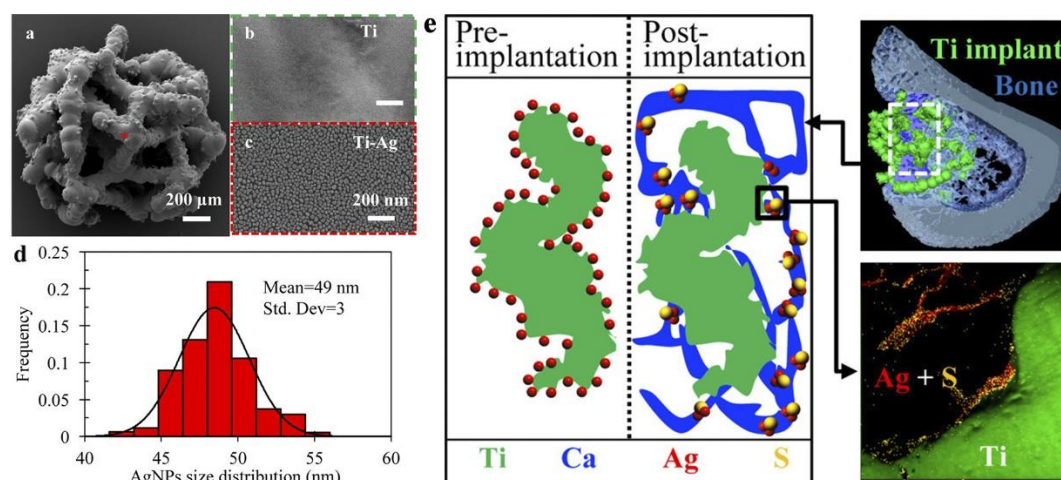 a
200 µm
b
Ti
c
Ti-Ag
200 nm
d
0.25
0.2
0.15
0.1
0.05
0
Frequency
Mean=49 nm
Std. Dev=3
40
45
50
55
60
AgNPs size distribution (nm)
e
Pre-
implantation
Post-
implantation
Ti
Ca
Ag
S
Ti implant
Bone
Ag + S
Ti